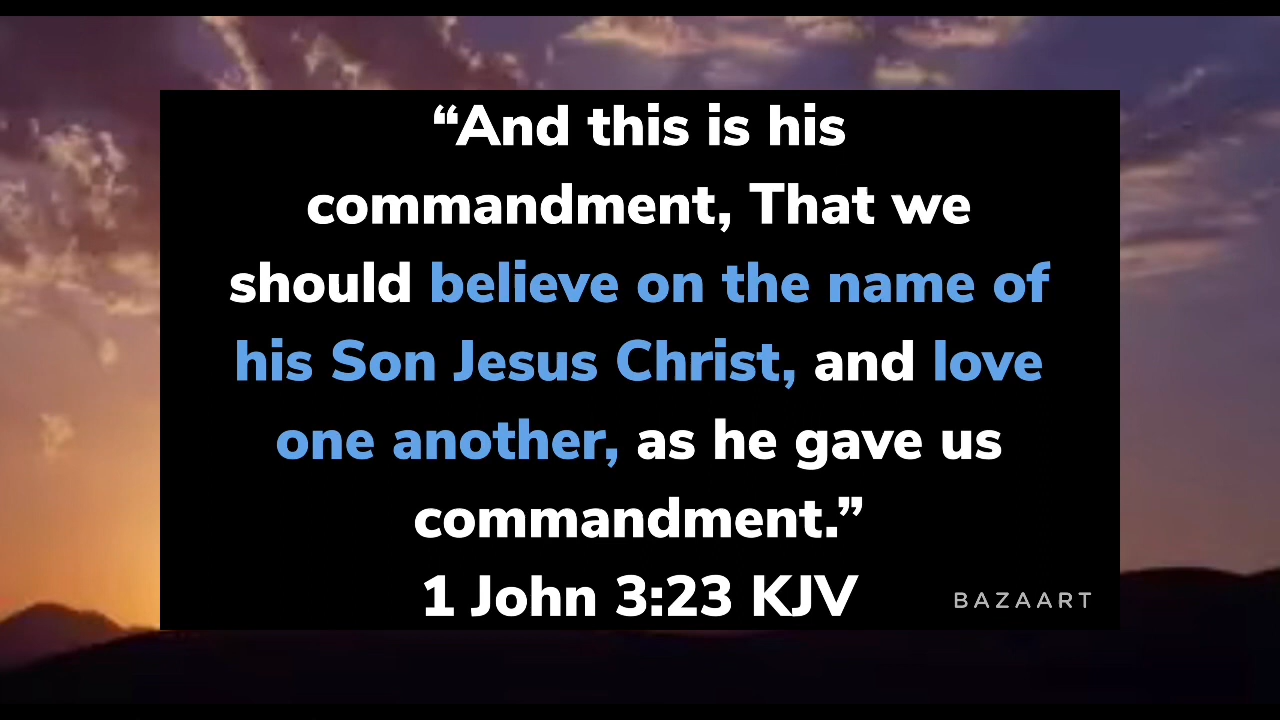 “And this is his
commandment, That we
should believe on the name of
his Son Jesus Christ, and love
one another, as he gave us
commandment.”
1 John 3:23 KJV
BAZAART